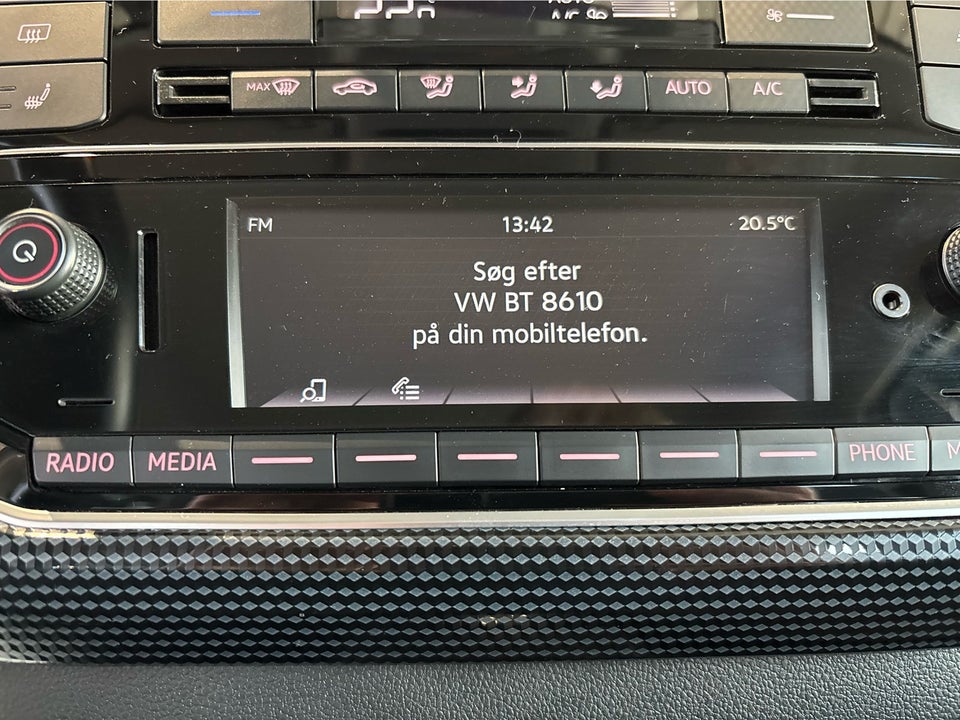 MAX
AUTO
A/C
FM
13:42
20.5°C
Søg efter
VW BT 8610
på din mobiltelefon.
RADIO
MEDIA
PHONE